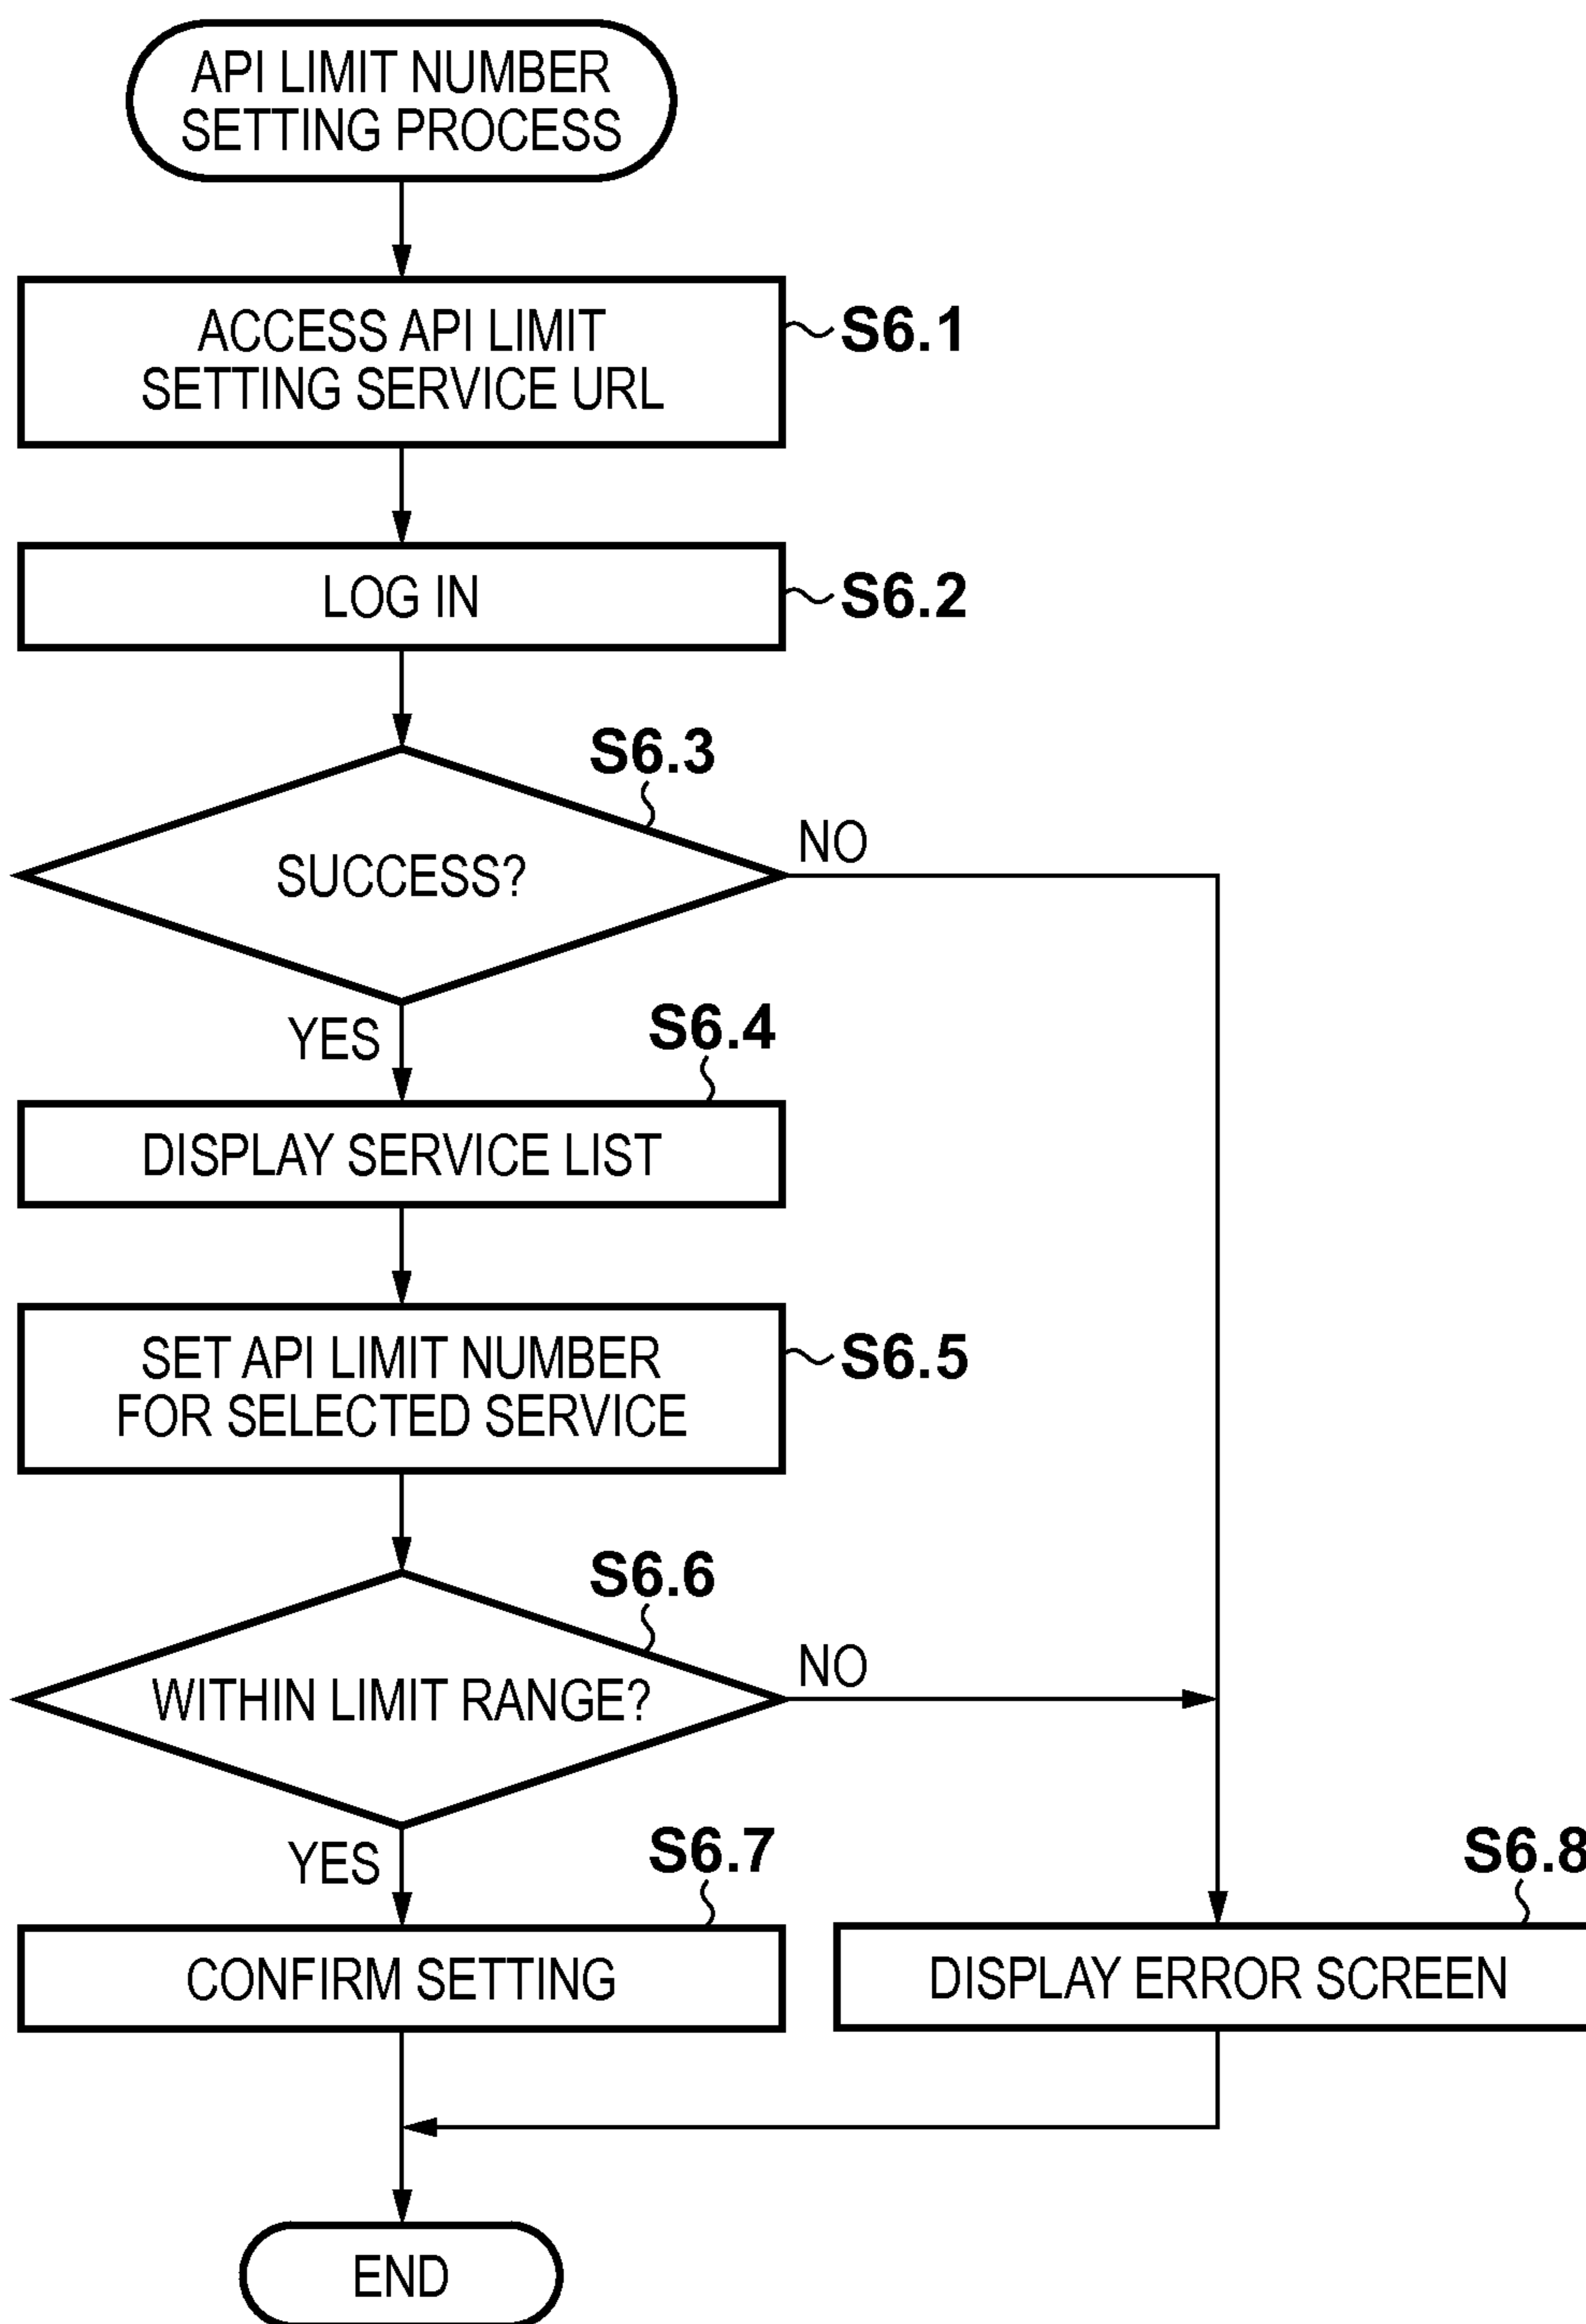 API LIMIT NUMBER
SETTING PROCESS
ACCESS API LIMIT
SETTING SERVICE URL
S6.1
LOG IN
S6.2
S6.3
SUCCESS?
NO
YES
S6.4
DISPLAY SERVICE LIST
SET API LIMIT NUMBER
FOR SELECTED SERVICE
S6.5
S6.6
WITHIN LIMIT RANGE?
NO
YES
S6.7
CONFIRM SETTING
S6.8
DISPLAY ERROR SCREEN
END